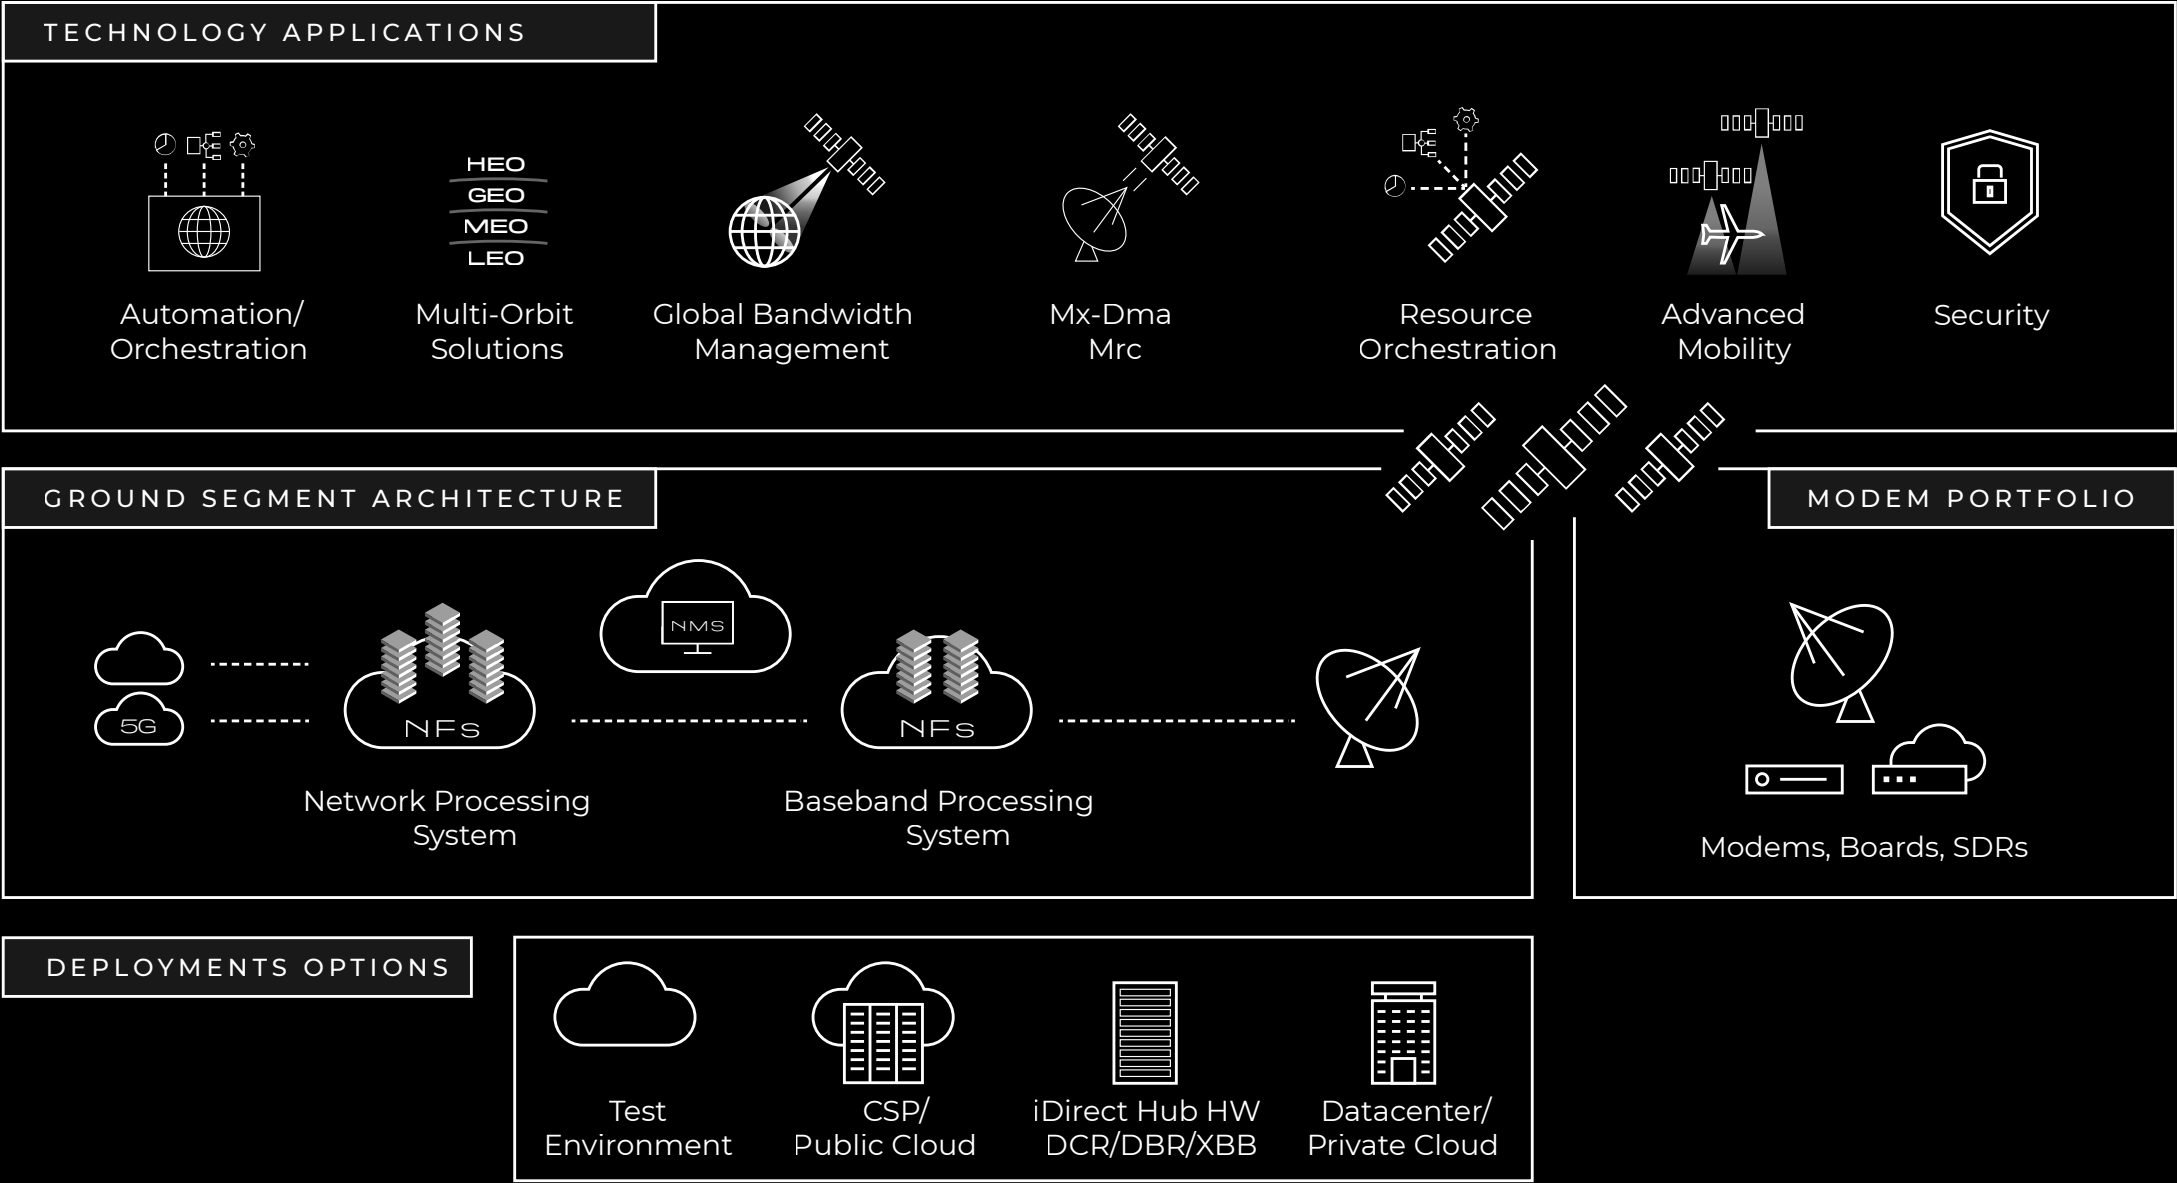 TECHNOLOGY APPLICATIONS
HEO
GEO
MEO
LEO
Automation/
Orchestration
Multi-Orbit
Solutions
Global Bandwidth
Management
Mx-Dma
Mrc
Resource
Orchestration
Advanced
Mobility
Security
GROUND SEGMENT ARCHITECTURE
5G
NFs
NMS
NFs
Network Processing
System
Baseband Processing
System
MODEM PORTFOLIO
Modems, Boards, SDRs
DEPLOYMENTS OPTIONS
Test
Environment
CSP/
Public Cloud
iDirect Hub HW
DCR/DBR/XBB
Datacenter/
Private Cloud